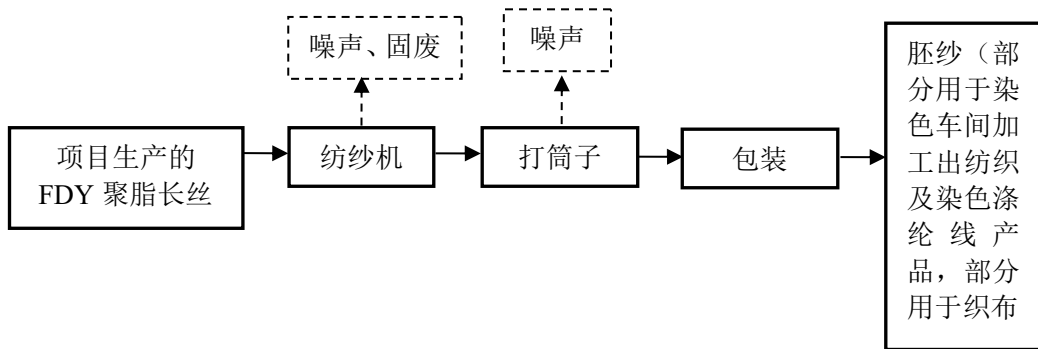 噪声、固废
噪声
项目生产的
FDY 聚脂长丝
纺纱机
打筒子
包装
胚纱（部
分用于染
色车间加
工出纺织
及染色涤
纶线产
品，部分
用于织布